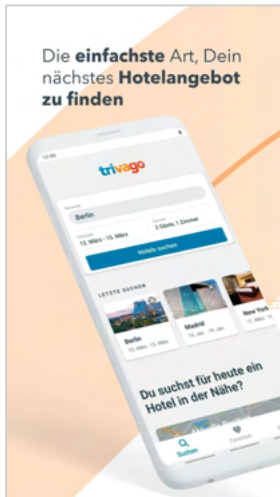 Die einfachste Art, Dein
nächstes Hotelangebot
zu finden
trivago
Berlin
12. März - 15. März
2 Gäste, 1 Zimmer
Hotels suchen
LETZTE SUCHEN
Berlin
Madrid
New York
Du suchst für heute ein
Hotel in der Nähe?
Suchen
Favoriten